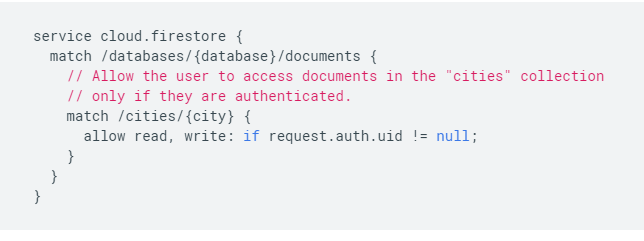 service cloud.firestore {
  match /databases/{database}/documents {
    // Allow the user to access documents in the "cities" collection
    // only if they are authenticated.
    match /cities/{city} {
      allow read, write: if request.auth.uid != null;
    }
  }
}